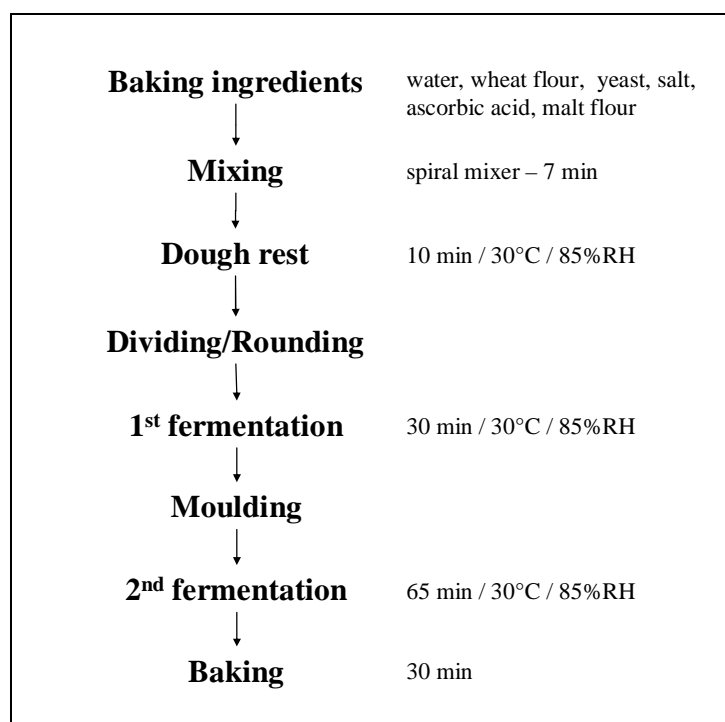 Baking ingredients water, wheat flour, yeast, salt,
ascorbic acid, malt flour
Mixing spiral mixer – 7 min
Dough rest 10 min / 30°C / 85%RH
Dividing/Rounding
1st fermentation 30 min / 30°C / 85%RH
Moulding
2nd fermentation 65 min / 30°C / 85%RH
Baking 30 min